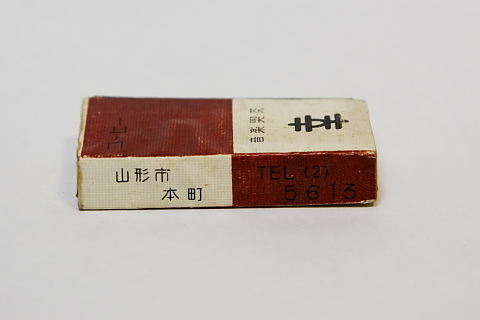 コーヒー
音楽喫茶
山形市
本町
TEL (2)
5613